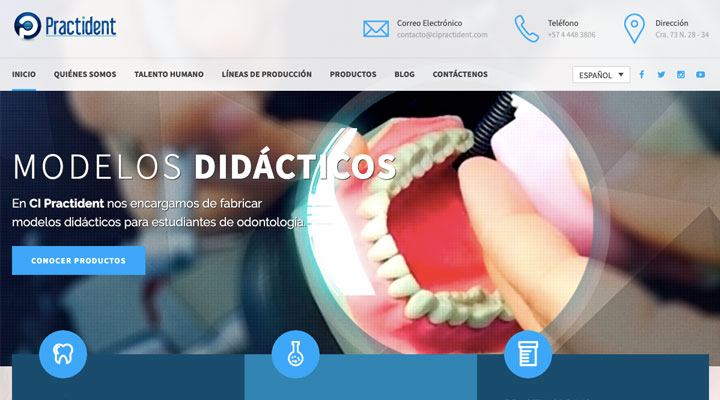 Practident
Correo Electrónico
contacto@cipractident.com
Teléfono
+57 4 448 3806
Dirección
Cra. 73 N. 28 - 34
INICIO
QUIÉNES SOMOS
TALENTO HUMANO
LÍNEAS DE PRODUCCIÓN
PRODUCTOS
BLOG
CONTÁCTENOS
ESPAÑOL
MODELOS DIDÁCTICOS
En CI Practident nos encargamos de fabricar
modelos didácticos para estudiantes de odontología.
CONOCER PRODUCTOS